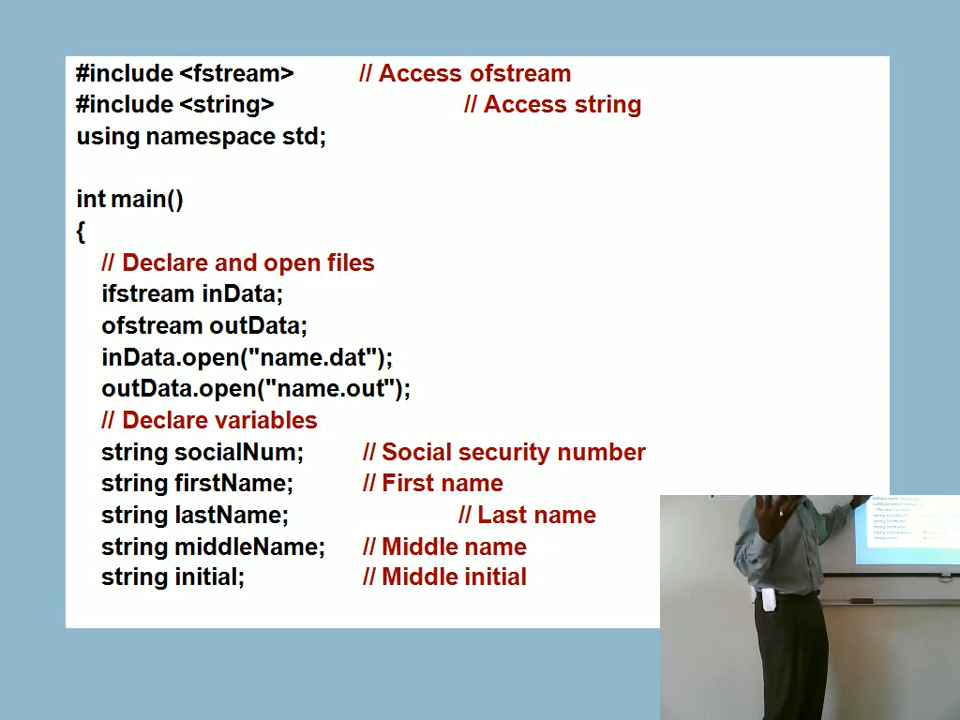 #include <fstream> // Access ofstream
#include <string> // Access string
using namespace std;
int main()
{
// Declare and open files
ifstream inData;
ofstream outData;
inData.open("name.dat");
outData.open("name.out");
// Declare variables
string socialNum; // Social security number
string firstName; // First name
string lastName; // Last name
string middleName; // Middle name
string initial; // Middle initial